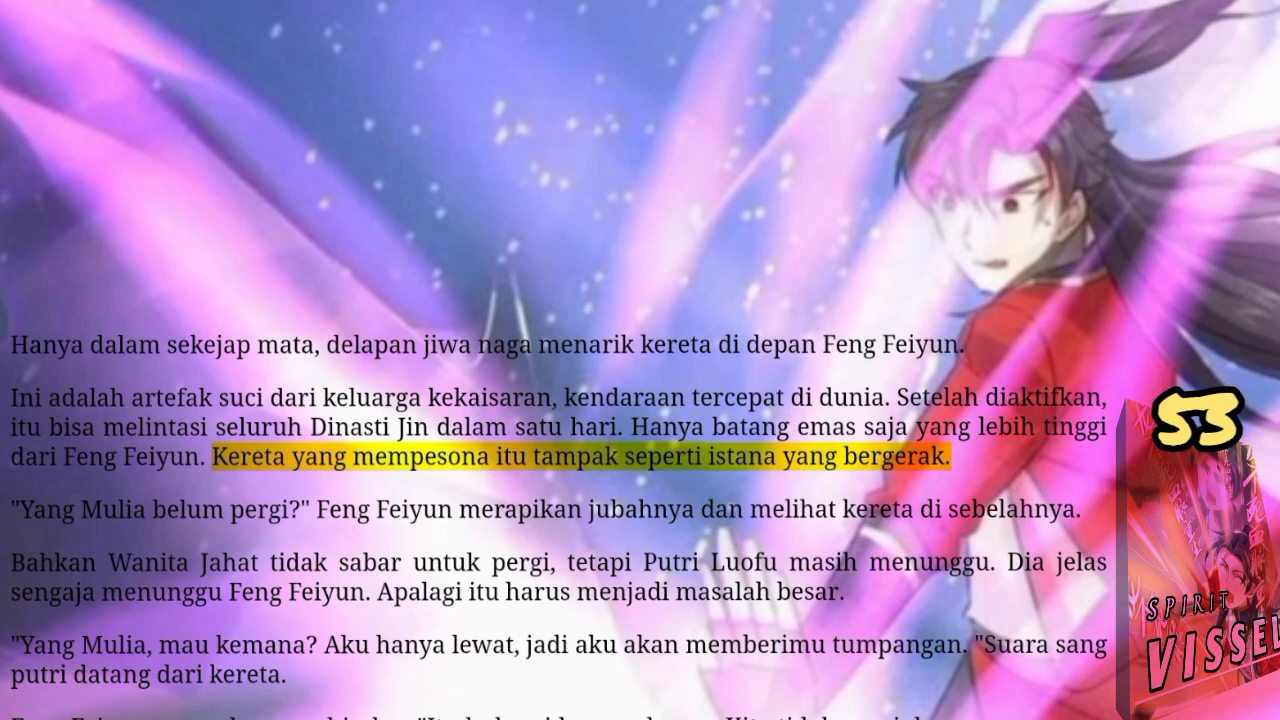 Hanya dalam sekejap mata, delapan jiwa naga menarik kereta di depan Feng Feiyun.
Ini adalah artefak suci dari keluarga kekaisaran, kendaraan tercepat di dunia. Setelah diaktifkan,
itu bisa melintasi seluruh Dinasti Jin dalam satu hari. Hanya batang emas saja yang lebih tinggi
dari Feng Feiyun. Kereta yang mempesona itu tampak seperti istana yang bergerak.
"Yang Mulia belum pergi?" Feng Feiyun merapikan jubahnya dan melihat kereta di sebelahnya.
Bahkan Wanita Jahat tidak sabar untuk pergi, tetapi Putri Luofu masih menunggu. Dia jelas
sengaja menunggu Feng Feiyun. Apalagi itu harus menjadi masalah besar.
"Yang Mulia, mau kemana? Aku hanya lewat, jadi aku akan memberimu tumpangan. "Suara sang
putri datang dari kereta.
53
SPIRIT
VISSEL